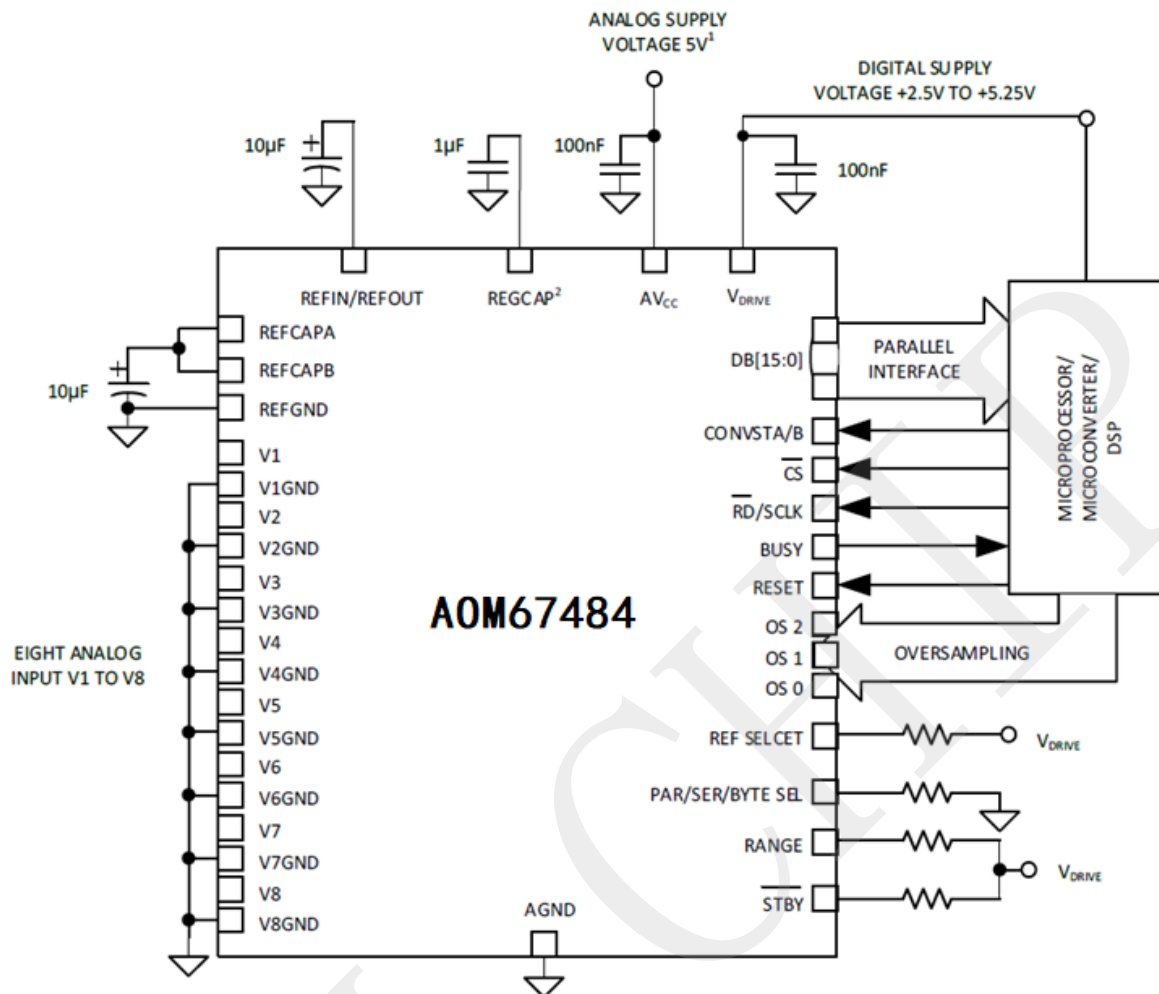 ANALOG SUPPLY
VOLTAGE 5V¹
DIGITAL SUPPLY
VOLTAGE +2.5V TO +5.25V
10µF
+
1µF
100nF
100nF
REFIN/REFOUT
REGCAP²
AVCC
VDRIVE
REFCAPA
REFCAPB
REFGND
+
10µF
V1
V1GND
V2
V2GND
V3
V3GND
V4
V4GND
V5
V5GND
V6
V6GND
V7
V7GND
V8
V8GND
EIGHT ANALOG
INPUT V1 TO V8
AOM67484
AGND
DB[15:0]
PARALLEL
INTERFACE
CONVSTA/B
C̅S̅
R̅D̅/SCLK
BUSY
RESET
OS 2
OS 1
OS 0
OVERSAMPLING
MICROPROCESSOR/
MICROCONVERTER/
DSP
REF SELCET
VDRIVE
PAR/SER/BYTE SEL
RANGE
S̅T̅B̅Y̅
VDRIVE
CHIP